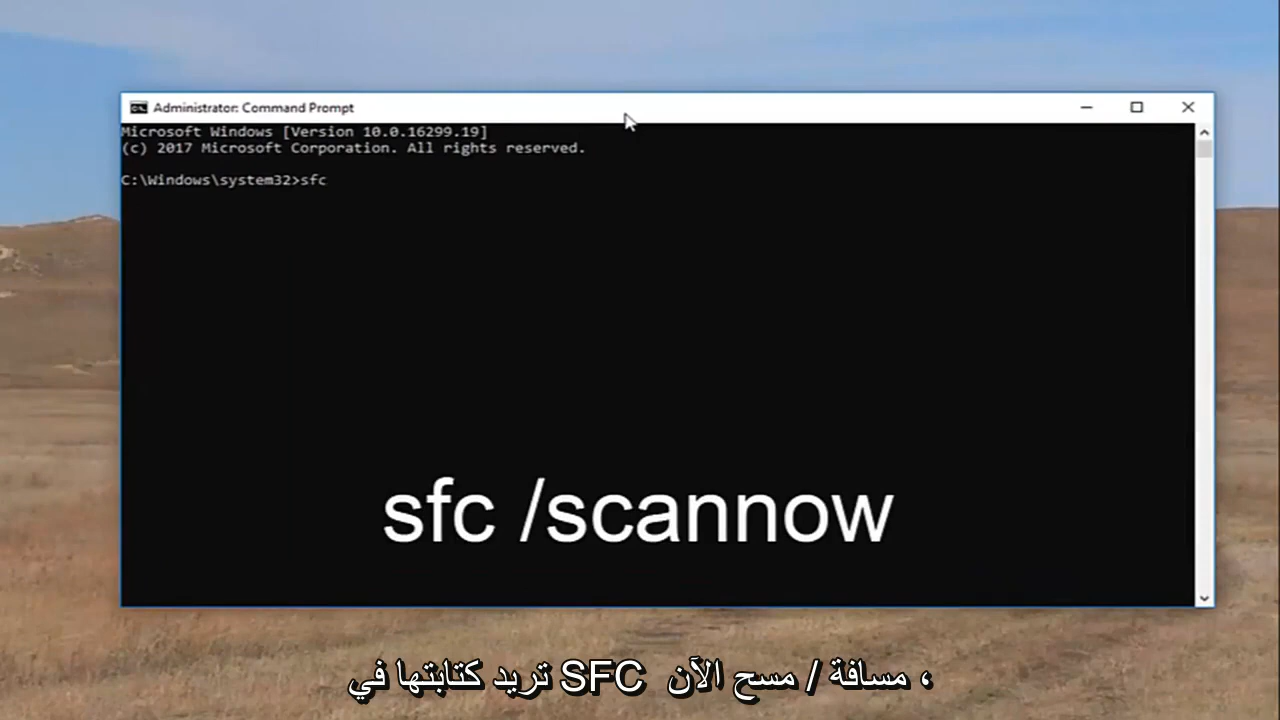 Administrator: Command Prompt
Microsoft Windows [Version 10.0.16299.19]
(c) 2017 Microsoft Corporation. All rights reserved.
C:\Windows\system32>sfc
sfc /scannow
تريد كتابتها في SFC ، مسافة / مسح الآن